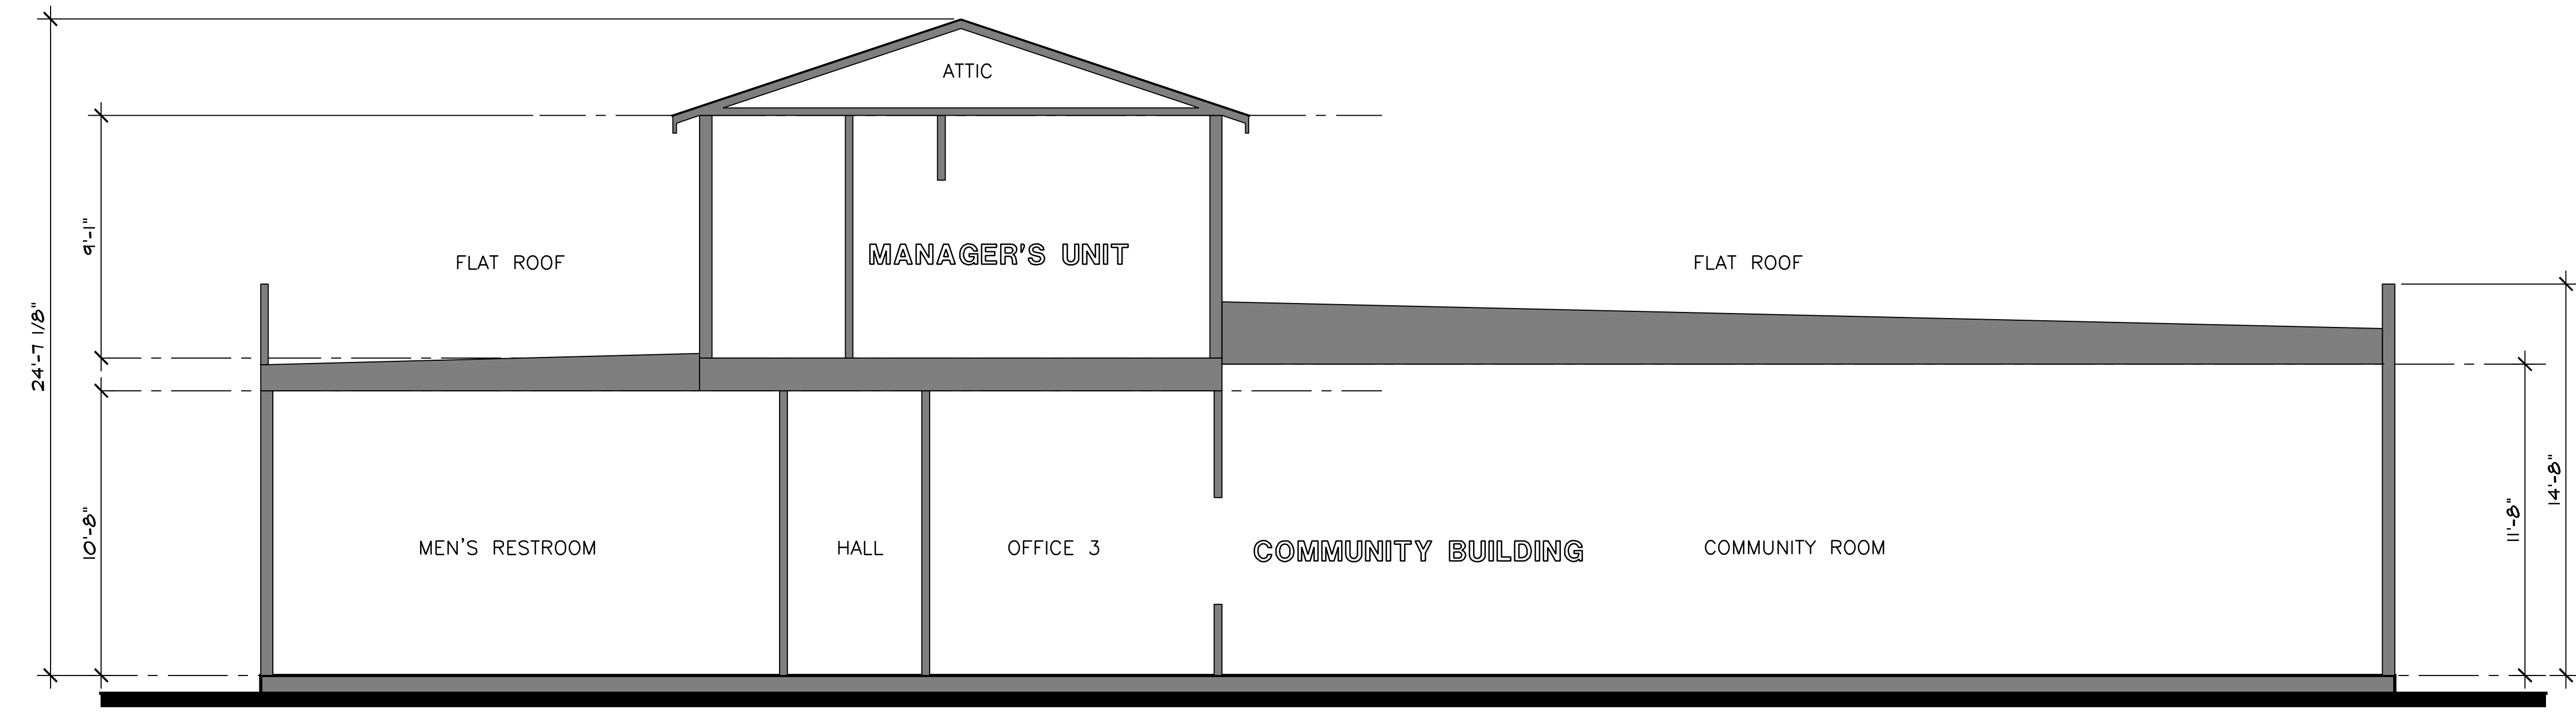 ATTIC
9'-1"
MANAGER'S UNIT
FLAT ROOF
FLAT ROOF
24'-7 1/8"
14'-8"
11'-8"
10'-8"
MEN'S RESTROOM
HALL
OFFICE 3
COMMUNITY BUILDING
COMMUNITY ROOM